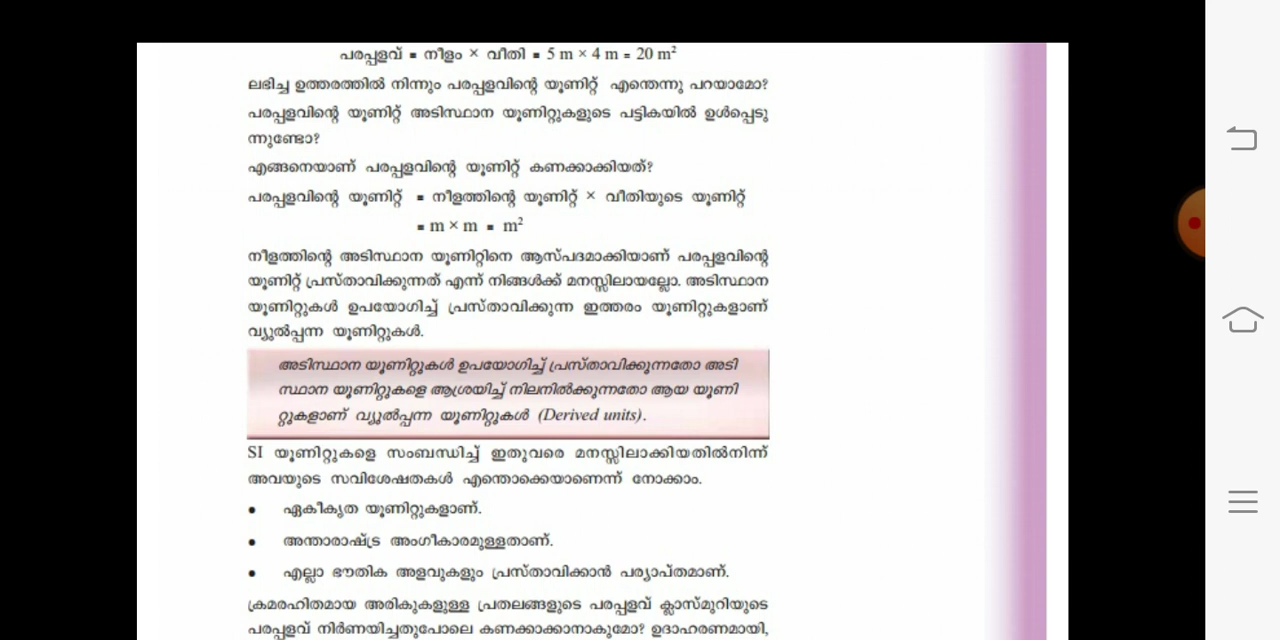 പരപ്പളവ് = നീളം × വീതി = 5 m × 4 m = 20 m²
ലഭിച്ച ഉത്തരത്തിൽ നിന്നും പരപ്പളവിന്റെ യൂണിറ്റ് എന്തെന്നു പറയാമോ?
പരപ്പളവിന്റെ യൂണിറ്റ് അടിസ്ഥാന യൂണിറ്റുകളുടെ പട്ടികയിൽ ഉൾപ്പെടു
ന്നുണ്ടോ?
എങ്ങനെയാണ് പരപ്പളവിന്റെ യൂണിറ്റ് കണക്കാക്കിയത്?
പരപ്പളവിന്റെ യൂണിറ്റ് = നീളത്തിന്റെ യൂണിറ്റ് × വീതിയുടെ യൂണിറ്റ്
= m × m = m²
നീളത്തിന്റെ അടിസ്ഥാന യൂണിറ്റിനെ ആസ്പദമാക്കിയാണ് പരപ്പളവിന്റെ
യൂണിറ്റ് പ്രസ്താവിക്കുന്നത് എന്ന് നിങ്ങൾക്ക് മനസ്സിലായല്ലോ. അടിസ്ഥാന
യൂണിറ്റുകൾ ഉപയോഗിച്ച് പ്രസ്താവിക്കുന്ന ഇത്തരം യൂണിറ്റുകളാണ്
വ്യുൽപ്പന്ന യൂണിറ്റുകൾ.
അടിസ്ഥാന യൂണിറ്റുകൾ ഉപയോഗിച്ച് പ്രസ്താവിക്കുന്നതോ അടി
സ്ഥാന യൂണിറ്റുകളെ ആശ്രയിച്ച് നിലനിൽക്കുന്നതോ ആയ യൂണി
റ്റുകളാണ് വ്യുൽപ്പന്ന യൂണിറ്റുകൾ (Derived units).
SI യൂണിറ്റുകളെ സംബന്ധിച്ച് ഇതുവരെ മനസ്സിലാക്കിയതിൽനിന്ന്
അവയുടെ സവിശേഷതകൾ എന്തൊക്കെയാണെന്ന് നോക്കാം.
• ഏകീകൃത യൂണിറ്റുകളാണ്.
• അന്താരാഷ്ട്ര അംഗീകാരമുള്ളതാണ്.
• എല്ലാ ഭൗതിക അളവുകളും പ്രസ്താവിക്കാൻ പര്യാപ്തമാണ്.
ക്രമരഹിതമായ അരികുകളുള്ള പ്രതലങ്ങളുടെ പരപ്പളവ് ക്ലാസ്മുറിയുടെ
പരപ്പളവ് നിർണയിച്ചതുപോലെ കണക്കാക്കാനാകുമോ? ഉദാഹരണമായി,